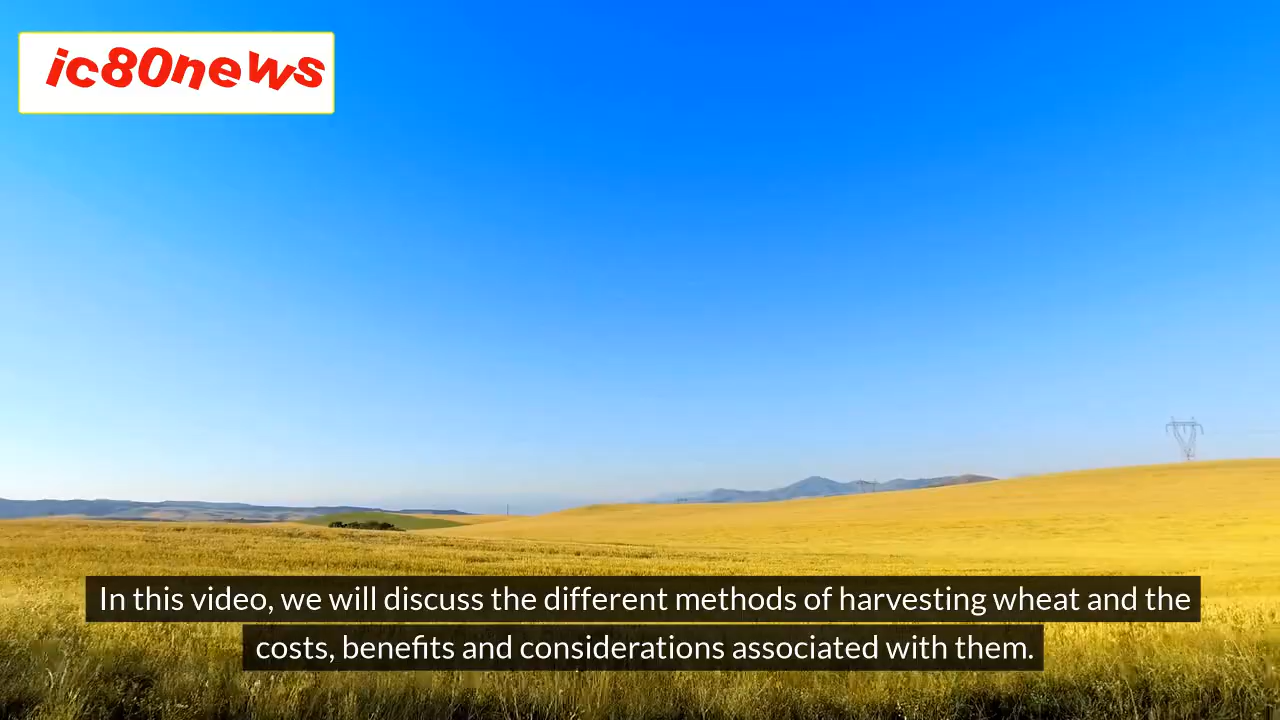 ic80news
In this video, we will discuss the different methods of harvesting wheat and the
costs, benefits and considerations associated with them.